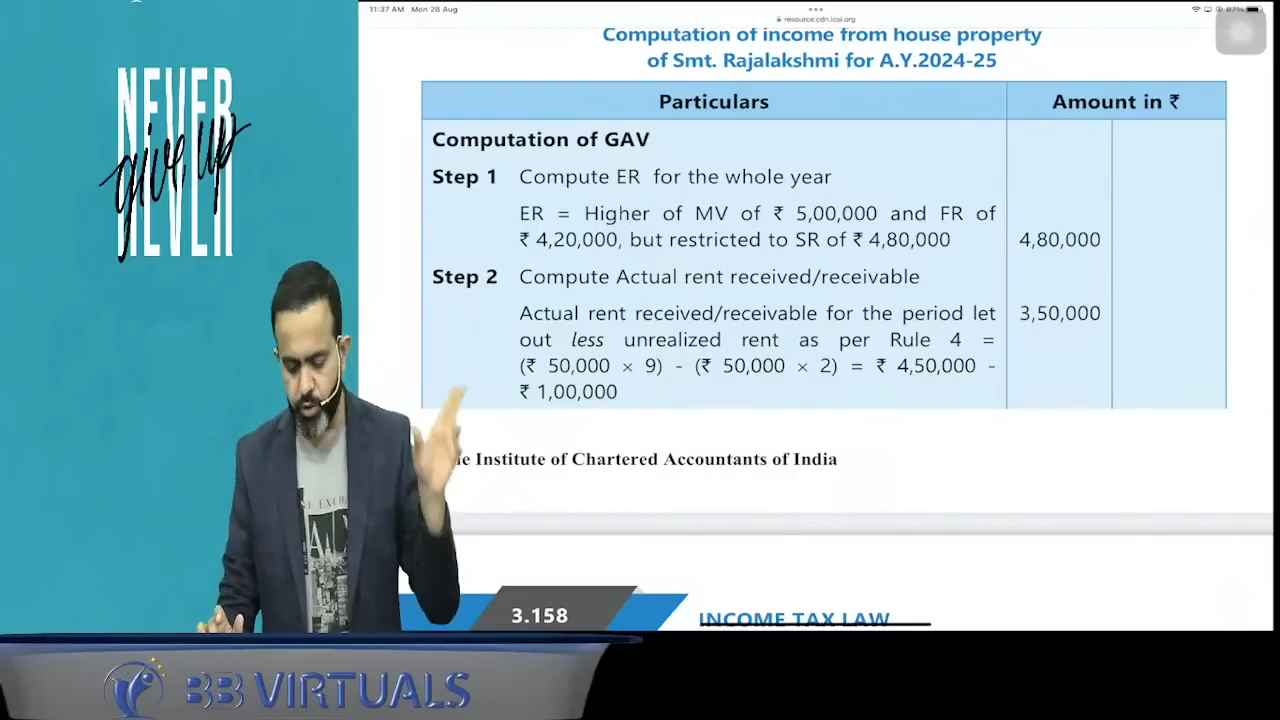 11:37 AM Mon 28 Aug
resource.cdn.icai.org
87%
NEVER
give up
NEVER
Computation of income from house property
of Smt. Rajalakshmi for A.Y.2024-25
Particulars
Amount in ₹
Computation of GAV
Step 1 Compute ER for the whole year
ER = Higher of MV of ₹ 5,00,000 and FR of
₹ 4,20,000, but restricted to SR of ₹ 4,80,000 4,80,000
Step 2 Compute Actual rent received/receivable
Actual rent received/receivable for the period let 3,50,000
out less unrealized rent as per Rule 4 =
(₹ 50,000 × 9) - (₹ 50,000 × 2) = ₹ 4,50,000 -
₹ 1,00,000
Institute of Chartered Accountants of India
3.158
INCOME TAX LAW
BB VIRTUALS